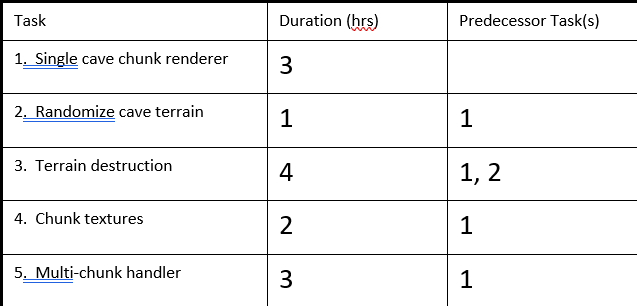 Task Duration (hrs) Predecessor Task(s)
1. Single cave chunk renderer 3
2. Randomize cave terrain 1 1
3. Terrain destruction 4 1, 2
4. Chunk textures 2 1
5. Multi-chunk handler 3 1